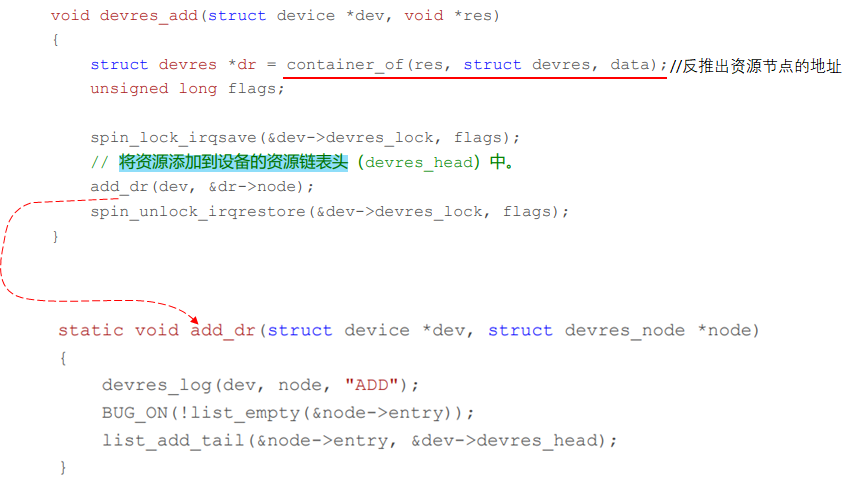 void devres_add(struct device *dev, void *res)
{
    struct devres *dr = container_of(res, struct devres, data);//反推出资源节点的地址
    unsigned long flags;
    spin_lock_irqsave(&dev->devres_lock, flags);
    // 将资源添加到设备的资源链表头（devres_head）中。
    add_dr(dev, &dr->node);
    spin_unlock_irqrestore(&dev->devres_lock, flags);
}
static void add_dr(struct device *dev, struct devres_node *node)
{
    devres_log(dev, node, "ADD");
    BUG_ON(!list_empty(&node->entry));
    list_add_tail(&node->entry, &dev->devres_head);
}